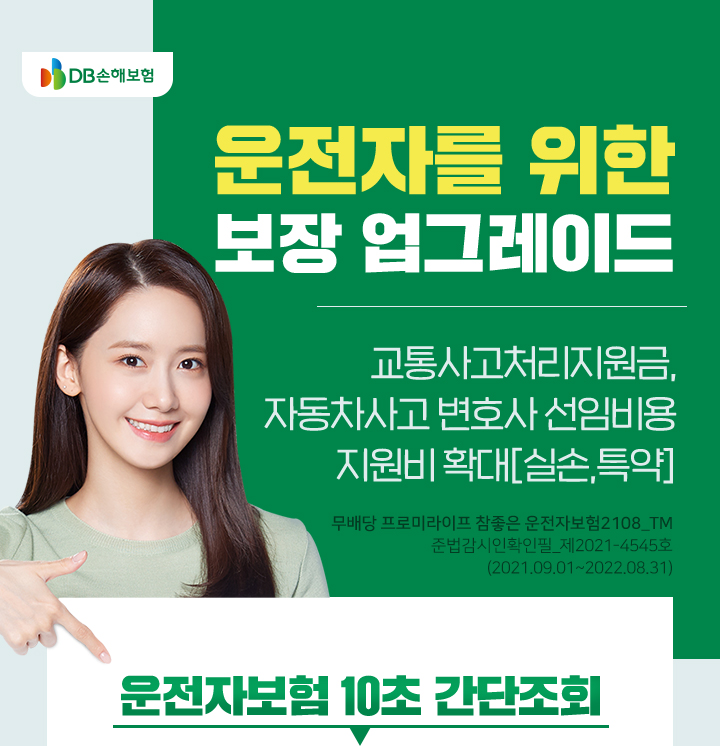 DB손해보험
운전자를 위한
보장 업그레이드
교통사고처리지원금,
자동차사고 변호사 선임비용
지원비 확대[실손,특약]
무배당 프로미라이프 참좋은 운전자보험2108_TM
준법감시인확인필_제2021-4545호
(2021.09.01~2022.08.31)
운전자보험 10초 간단조회